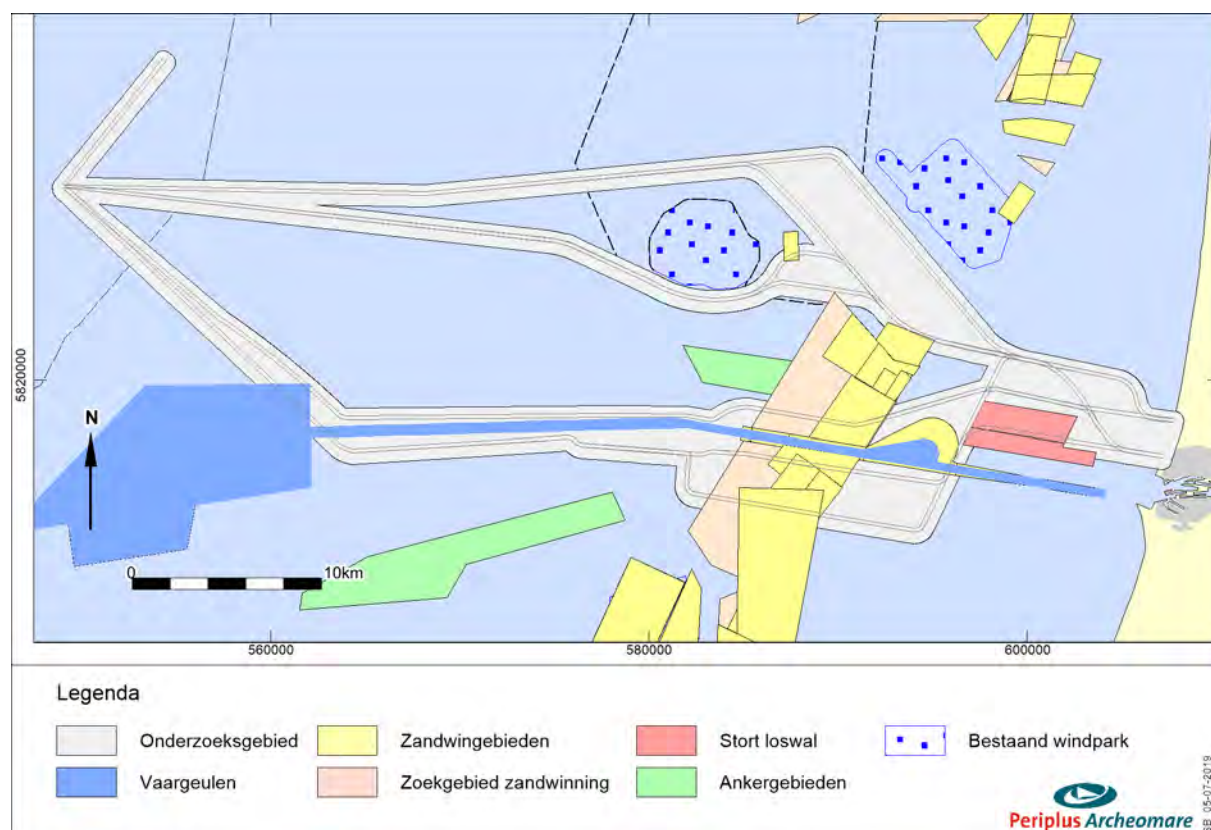 N
5820000
0 10km
560000 580000 600000
Legenda
Onderzoeksgebied Zandwingebieden Stort loswal Bestaand windpark
Vaargeulen Zoekgebied zandwinning Ankergebieden
Periplus Archeomare
SB 05-07-2019